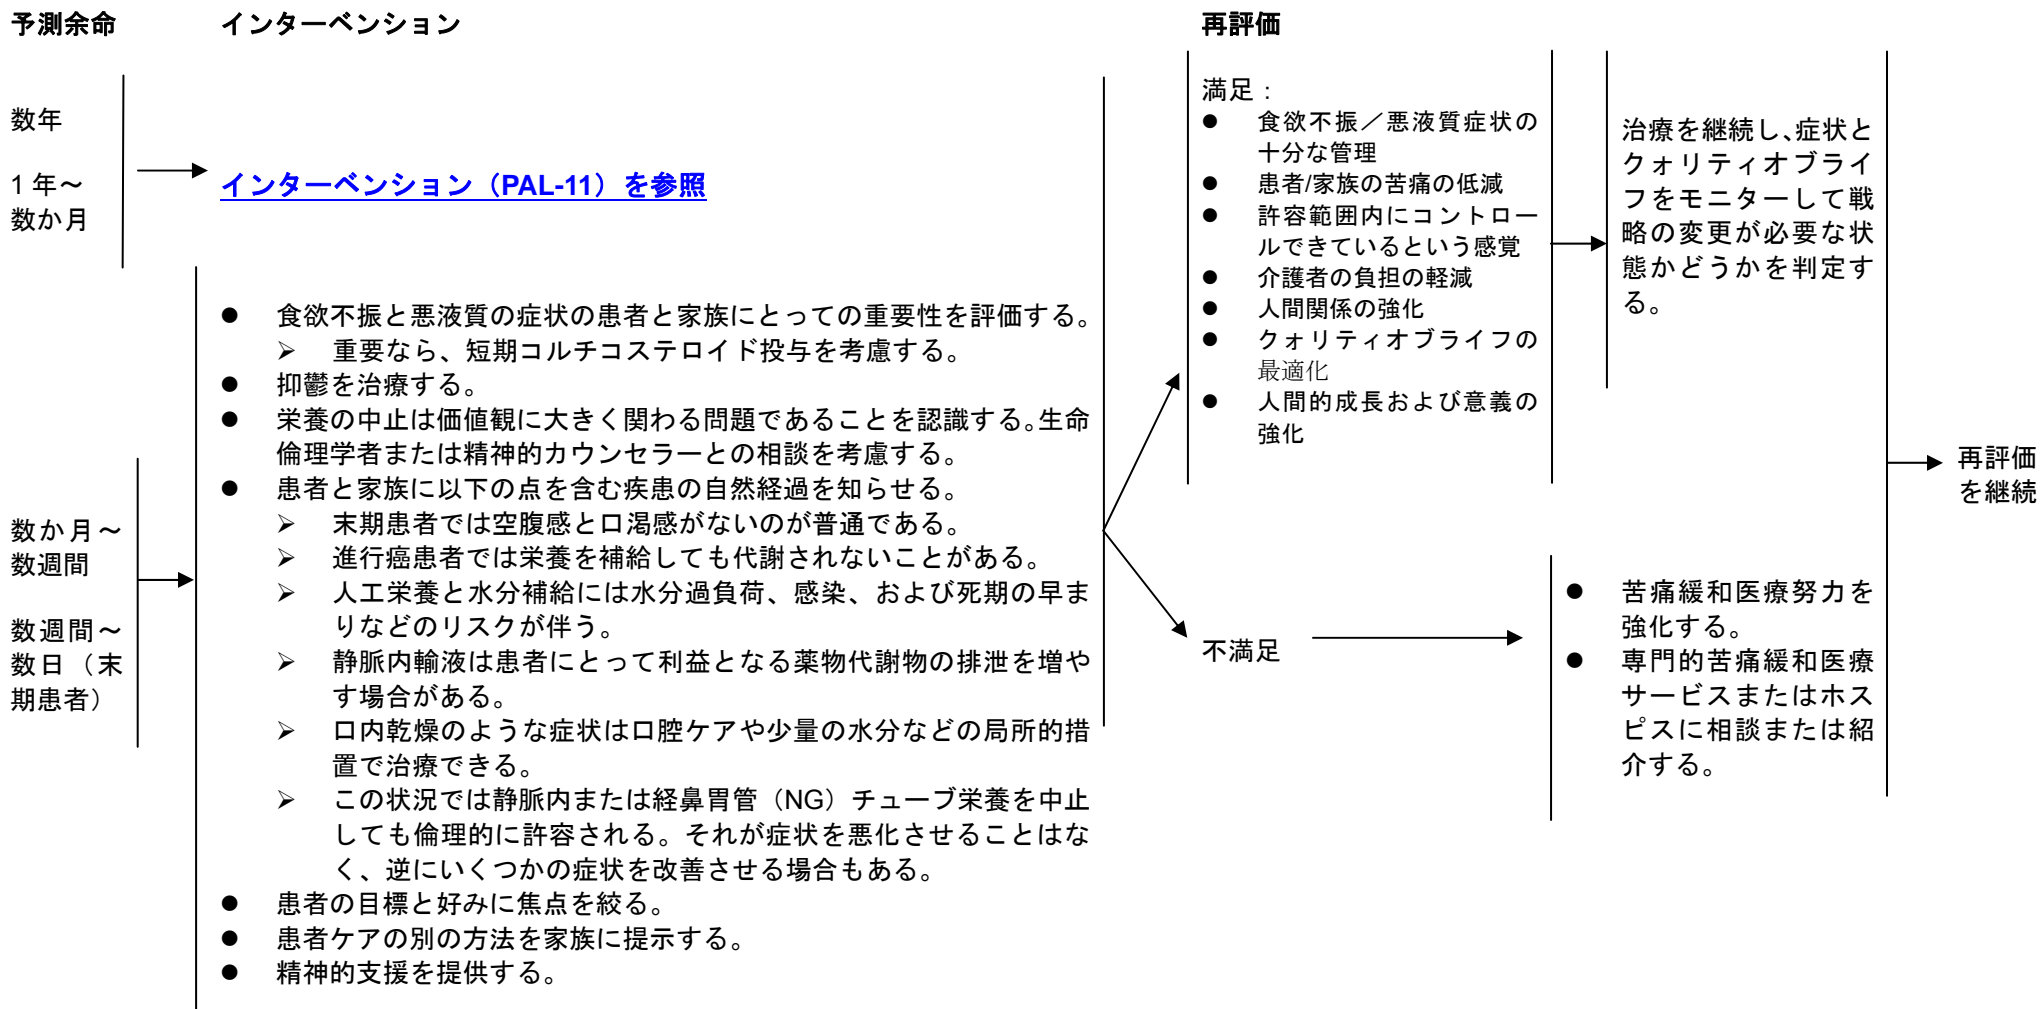 予測余命
インターベンション
再評価
数年
1 年～
数か月
インターベンション（PAL-11）を参照
数か月～
数週間
数週間～
数日（末
期患者）
● 食欲不振と悪液質の症状の患者と家族にとっての重要性を評価する。
➢ 重要なら、短期コルチコステロイド投与を考慮する。
● 抑鬱を治療する。
● 栄養の中止は価値観に大きく関わる問題であることを認識する。生命
倫理学者または精神的カウンセラーとの相談を考慮する。
● 患者と家族に以下の点を含む疾患の自然経過を知らせる。
➢ 末期患者では空腹感と口渇感がないのが普通である。
➢ 進行癌患者では栄養を補給しても代謝されないことがある。
➢ 人工栄養と水分補給には水分過負荷、感染、および死期の早ま
りなどのリスクが伴う。
➢ 静脈内輸液は患者にとって利益となる薬物代謝物の排泄を増や
す場合がある。
➢ 口内乾燥のような症状は口腔ケアや少量の水分などの局所的措
置で治療できる。
➢ この状況では静脈内または経鼻胃管（NG）チューブ栄養を中止
しても倫理的に許容される。それが症状を悪化させることはな
く、逆にいくつかの症状を改善させる場合もある。
● 患者の目標と好みに焦点を絞る。
● 患者ケアの別の方法を家族に提示する。
● 精神的支援を提供する。
満足：
● 食欲不振／悪液質症状の
十分な管理
● 患者/家族の苦痛の低減
● 許容範囲内にコントロー
ルできているという感覚
● 介護者の負担の軽減
● 人間関係の強化
● クォリティオブライフの
最適化
● 人間的成長および意義の
強化
治療を継続し、症状と
クォリティオブライ
フをモニターして戦
略の変更が必要な状
態かどうかを判定す
る。
不満足
● 苦痛緩和医療努力を
強化する。
● 専門的苦痛緩和医療
サービスまたはホス
ピスに相談または紹
介する。
再評価
を継続